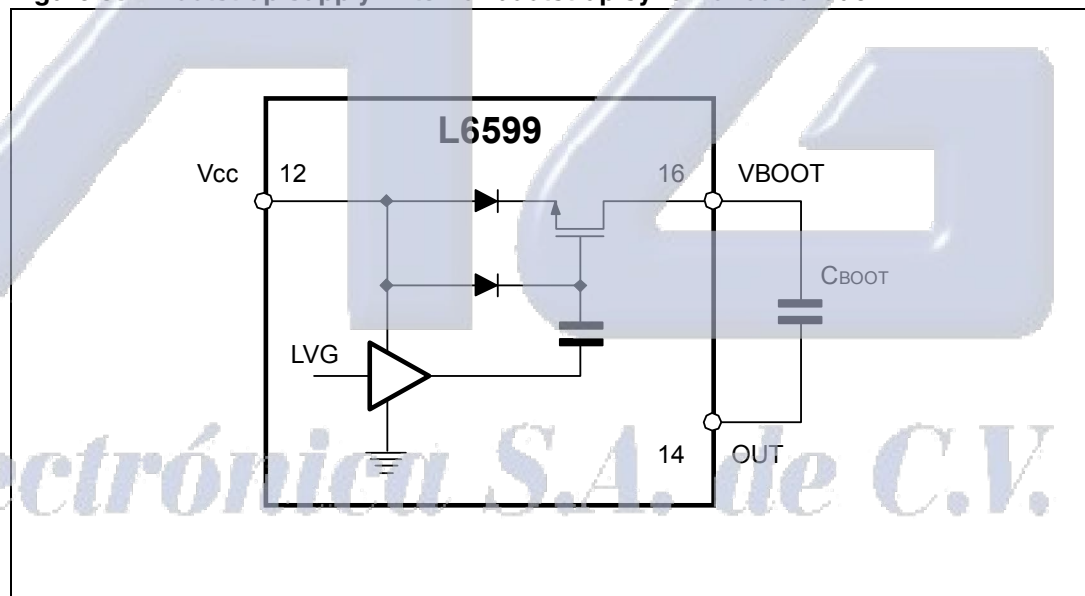 L6599
Vcc 12 16 VBOOT
CBOOT
LVG
14 OUT
ectrónica S.A. de C.V.